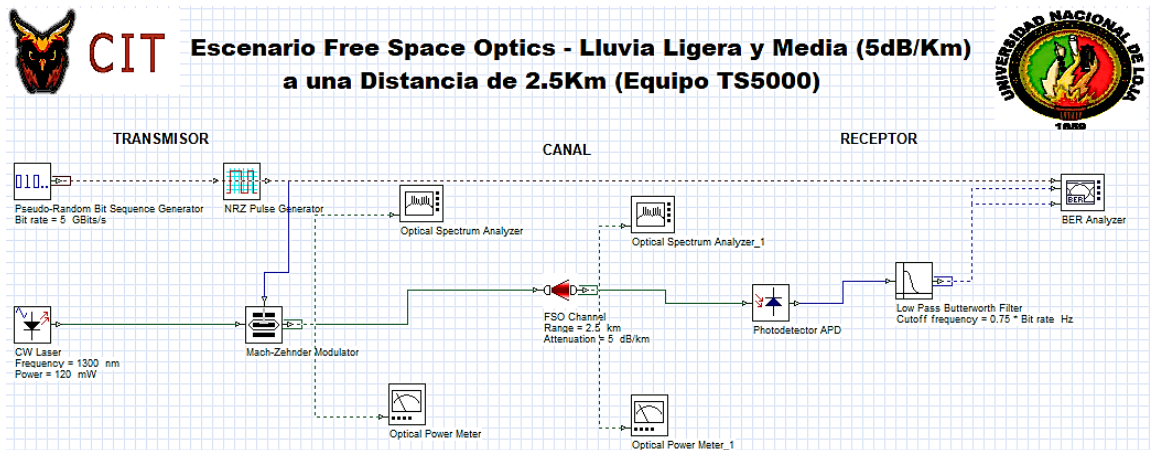 CIT
Escenario Free Space Optics - Lluvia Ligera y Media (5dB/Km)
a una Distancia de 2.5Km (Equipo TS5000)
UNIVERSIDAD NACIONAL DE LOJA
1859
TRANSMISOR
CANAL
RECEPTOR
010..
Pseudo-Random Bit Sequence Generator
Bit rate = 5 GBits/s
NRZ Pulse Generator
Optical Spectrum Analyzer
Optical Spectrum Analyzer_1
BER
BER Analyzer
CW Laser
Frequency = 1300 nm
Power = 120 mW
Mach-Zehnder Modulator
FSO Channel
Range = 2.5 km
Attenuation = 5 dB/km
Photodetector APD
Low Pass Butterworth Filter
Cutoff frequency = 0.75 * Bit rate Hz
Optical Power Meter
Optical Power Meter_1